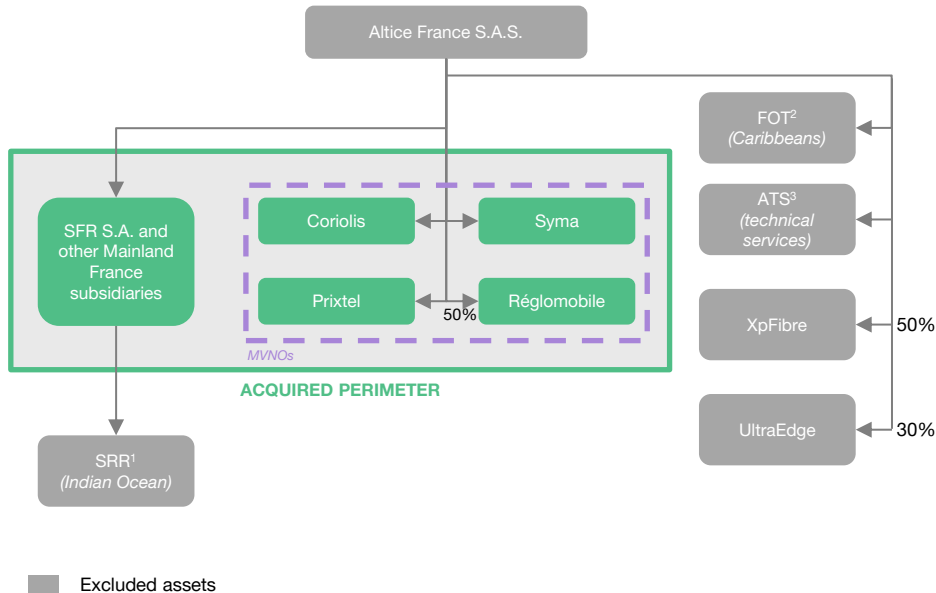 Altice France S.A.S.
FOT²
(Caribbeans)
ATS³
(technical
services)
SFR S.A. and
other Mainland
France
subsidiaries
Coriolis
Syma
Prixtel
50%
Réglomobile
MVNOs
XpFibre
50%
ACQUIRED PERIMETER
UltraEdge
30%
SRR¹
(Indian Ocean)
Excluded assets